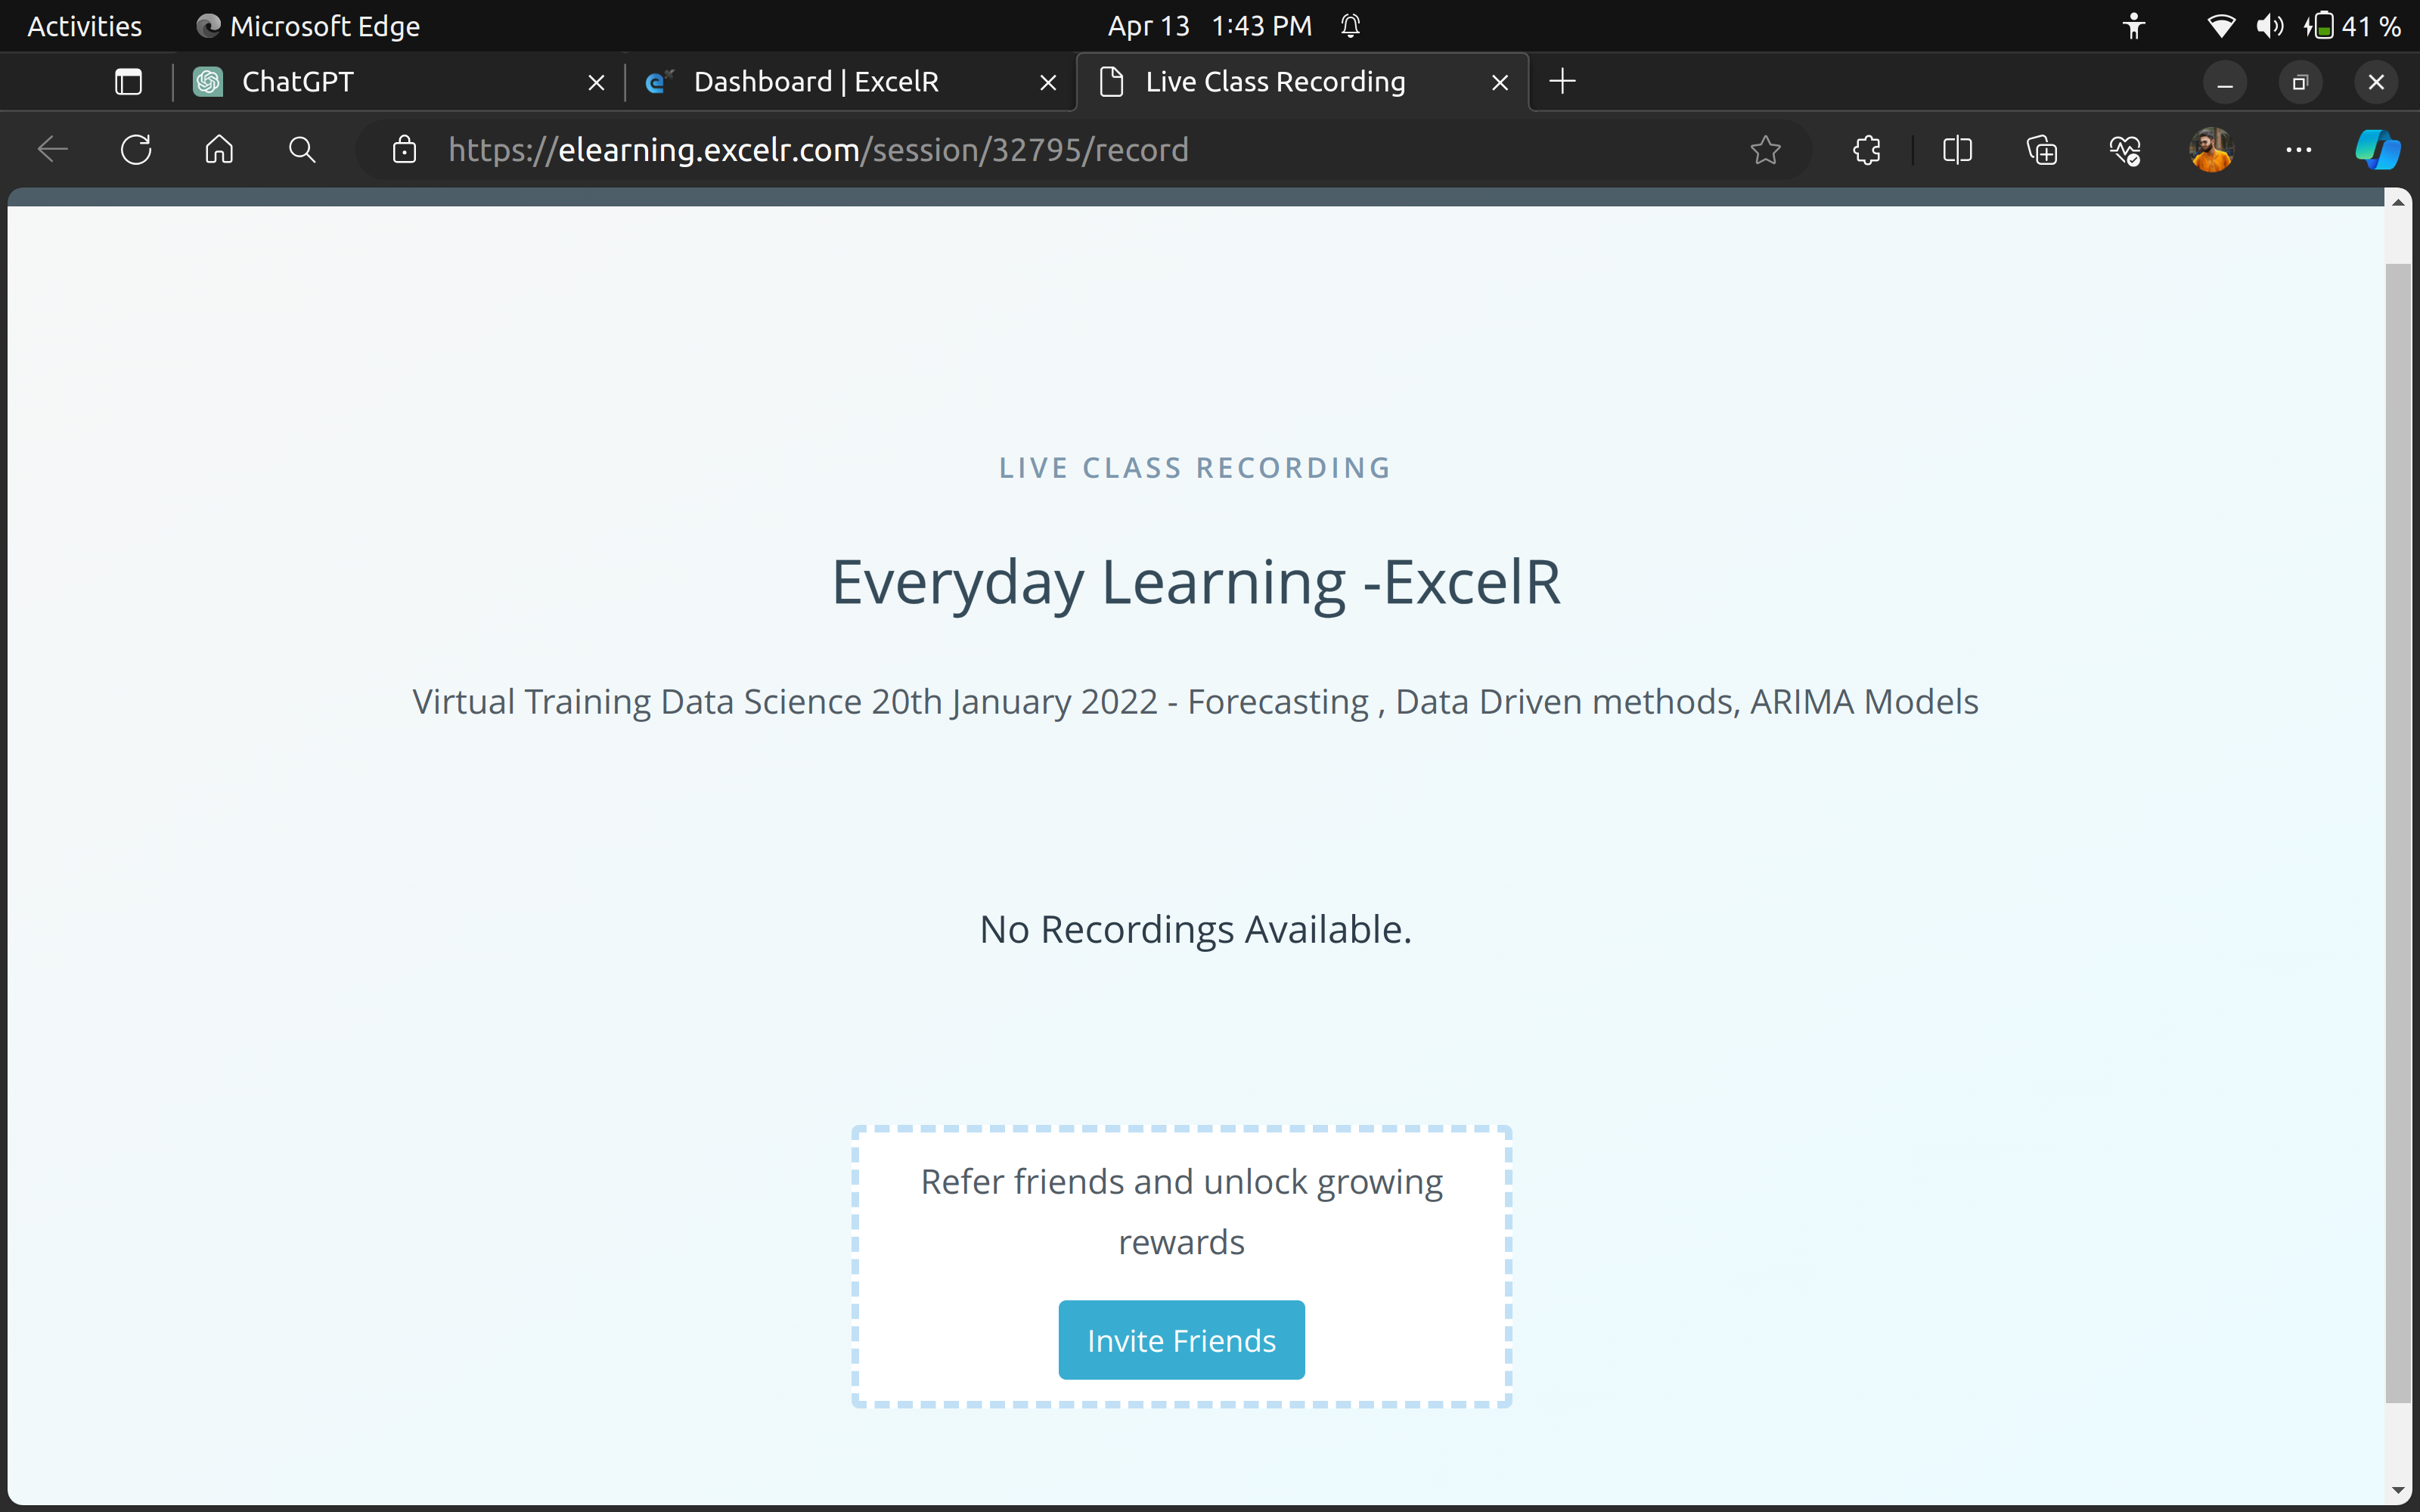 Activities Microsoft Edge Apr 13 1:43 PM 41 %
ChatGPT Dashboard | ExcelR Live Class Recording
https://elearning.excelr.com/session/32795/record
LIVE CLASS RECORDING
Everyday Learning -ExcelR
Virtual Training Data Science 20th January 2022 - Forecasting , Data Driven methods, ARIMA Models
No Recordings Available.
Refer friends and unlock growing
rewards
Invite Friends